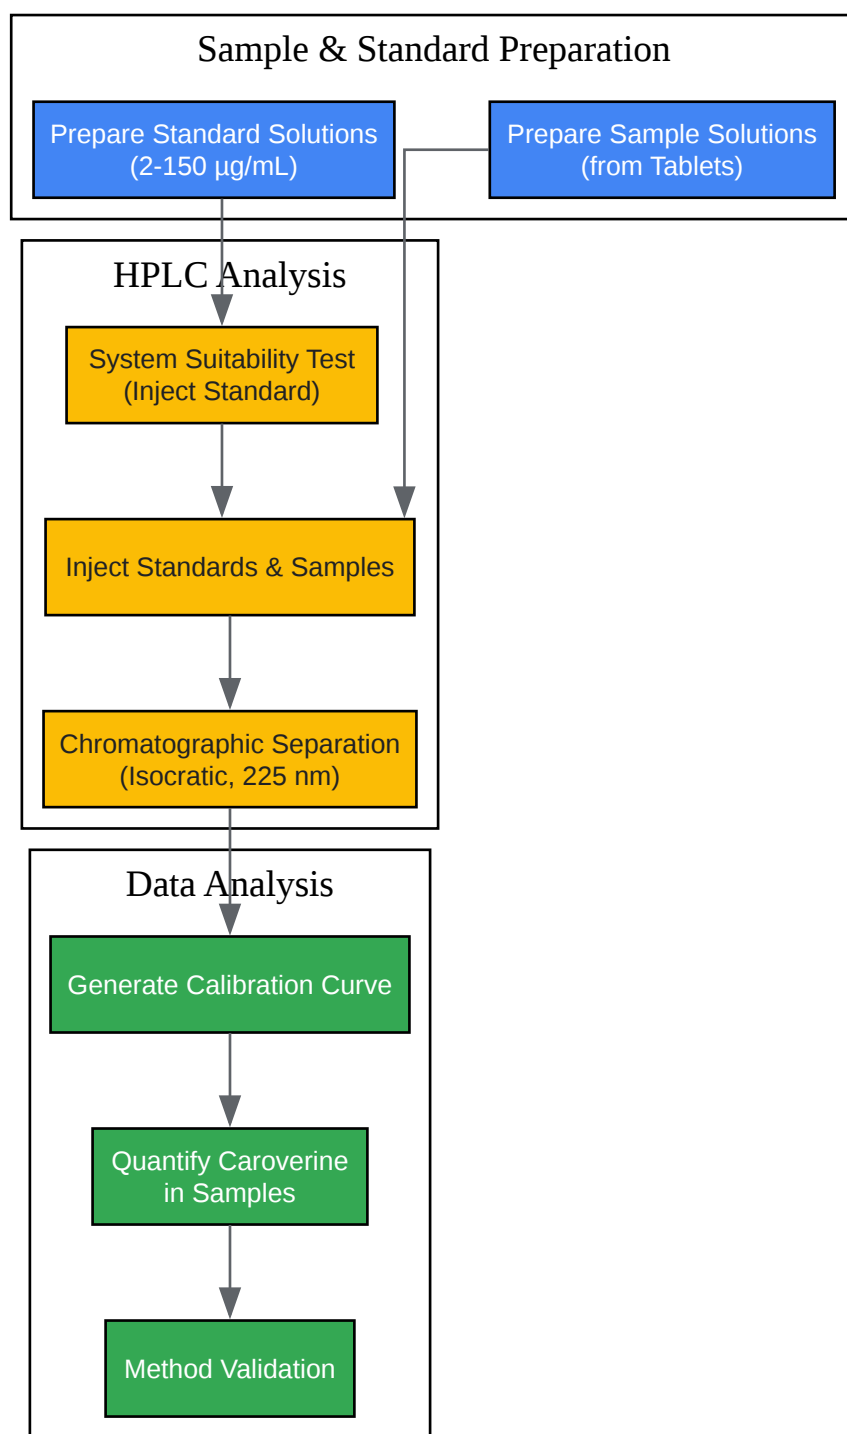 Sample & Standard Preparation
Prepare Standard Solutions
(2-150 µg/mL)
Prepare Sample Solutions
(from Tablets)
HPLC Analysis
System Suitability Test
(Inject Standard)
Inject Standards & Samples
Chromatographic Separation
(Isocratic, 225 nm)
Data Analysis
Generate Calibration Curve
Quantify Caroverine
in Samples
Method Validation